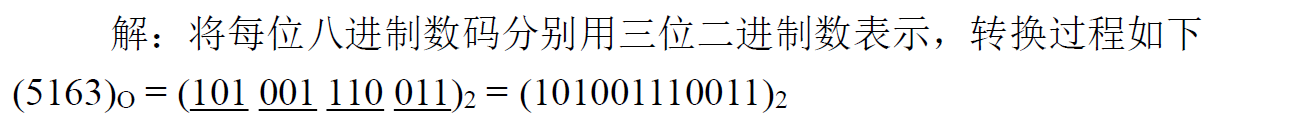 解：将每位八进制数码分别用三位二进制数表示，转换过程如下
(5163)O = (101 001 110 011)2 = (101001110011)2